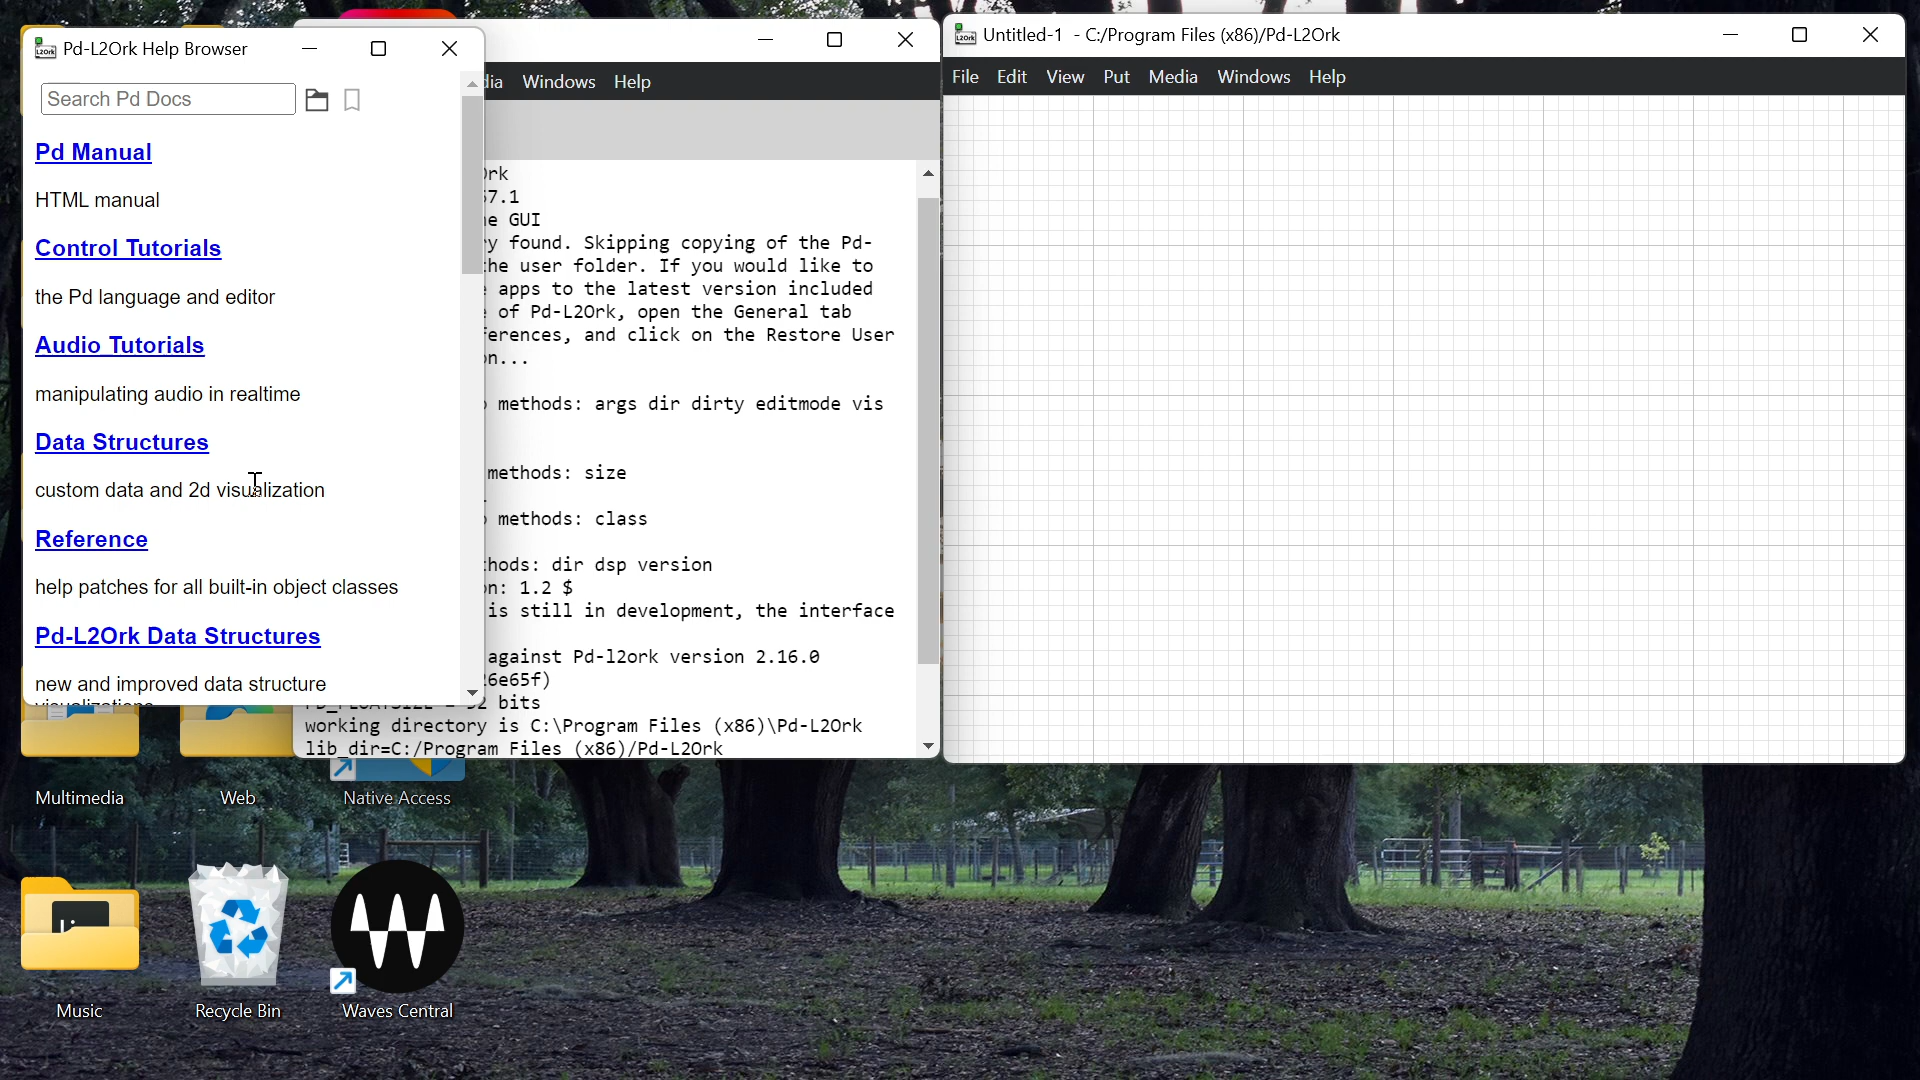 Pd-L2Ork Help Browser
Search Pd Docs
Pd Manual
HTML manual
Control Tutorials
the Pd language and editor
Audio Tutorials
manipulating audio in realtime
Data Structures
custom data and 2d visualization
Reference
help patches for all built-in object classes
Pd-L2Ork Data Structures
new and improved data structure
dia Windows Help
Ork
67.1
he GUI
ry found. Skipping copying of the Pd-
the user folder. If you would like to
apps to the latest version included
of Pd-L2Ork, open the General tab
ferences, and click on the Restore User
on...
methods: args dir dirty editmode vis
methods: size
methods: class
thods: dir dsp version
on: 1.2 $
is still in development, the interface
against Pd-l2ork version 2.16.0
26e65f)
bits
working directory is C:\Program Files (x86)\Pd-L2Ork
lib_dir=C:/Program Files (x86)/Pd-L2Ork
Untitled-1 - C:/Program Files (x86)/Pd-L2Ork
File Edit View Put Media Windows Help
Multimedia
Web
Native Access
Music
Recycle Bin
Waves Central